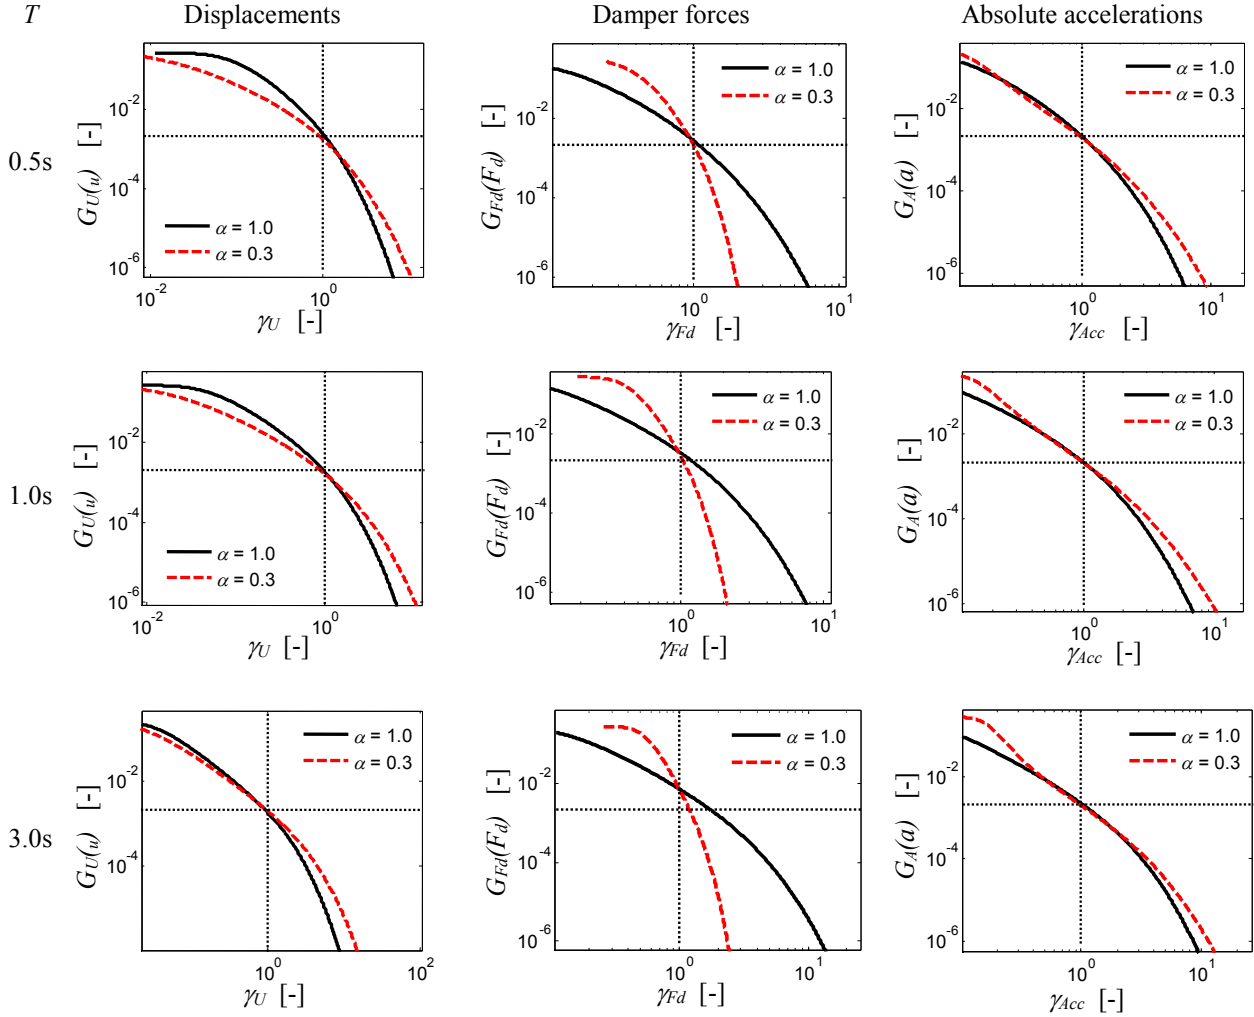 T Displacements Damper forces Absolute accelerations
0.5s
G_U(u) [-]
10^-2
10^-4
10^-6
α = 1.0
α = 0.3
10^-2 10^0
γ_U [-]
G_Fd(F_d) [-]
10^-2
10^-4
10^-6
α = 1.0
α = 0.3
10^0 10^1
γ_Fd [-]
G_A(a) [-]
10^-2
10^-4
10^-6
α = 1.0
α = 0.3
10^0 10^1
γ_Acc [-]
1.0s
G_U(u) [-]
10^-2
10^-4
10^-6
α = 1.0
α = 0.3
10^-2 10^0
γ_U [-]
G_Fd(F_d) [-]
10^-2
10^-4
10^-6
α = 1.0
α = 0.3
10^0 10^1
γ_Fd [-]
G_A(a) [-]
10^-2
10^-4
10^-6
α = 1.0
α = 0.3
10^0 10^1
γ_Acc [-]
3.0s
G_U(u) [-]
10^-2
10^-4
α = 1.0
α = 0.3
10^0 10^2
γ_U [-]
G_Fd(F_d) [-]
10^-2
10^-4
10^-6
α = 1.0
α = 0.3
10^0 10^1
γ_Fd [-]
G_A(a) [-]
10^-2
10^-4
10^-6
α = 1.0
α = 0.3
10^0 10^1
γ_Acc [-]